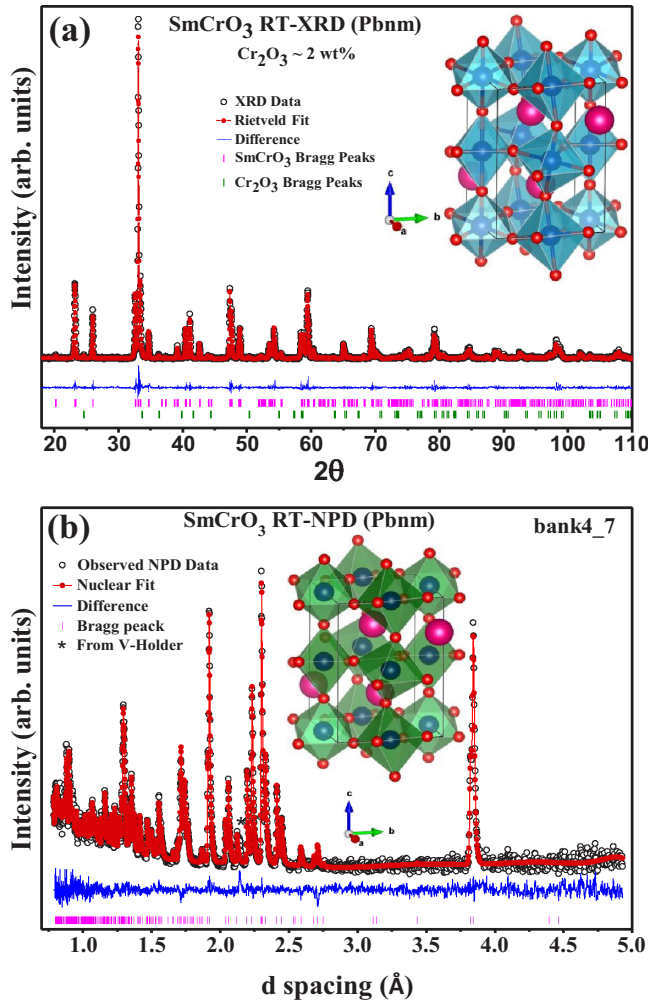 (a)
SmCrO₃ RT-XRD (Pbnm)
Cr₂O₃ ~ 2 wt%
XRD Data
Rietveld Fit
Difference
SmCrO₃ Bragg Peaks
Cr₂O₃ Bragg Peaks
c
b
a
Intensity (arb. units)
20 30 40 50 60 70 80 90 100 110
2θ
(b)
SmCrO₃ RT-NPD (Pbnm)
bank4_7
Observed NPD Data
Nuclear Fit
Difference
Bragg peack
* From V-Holder
*
c
b
a
Intensity (arb. units)
1.0 1.5 2.0 2.5 3.0 3.5 4.0 4.5 5.0
d spacing (Å)